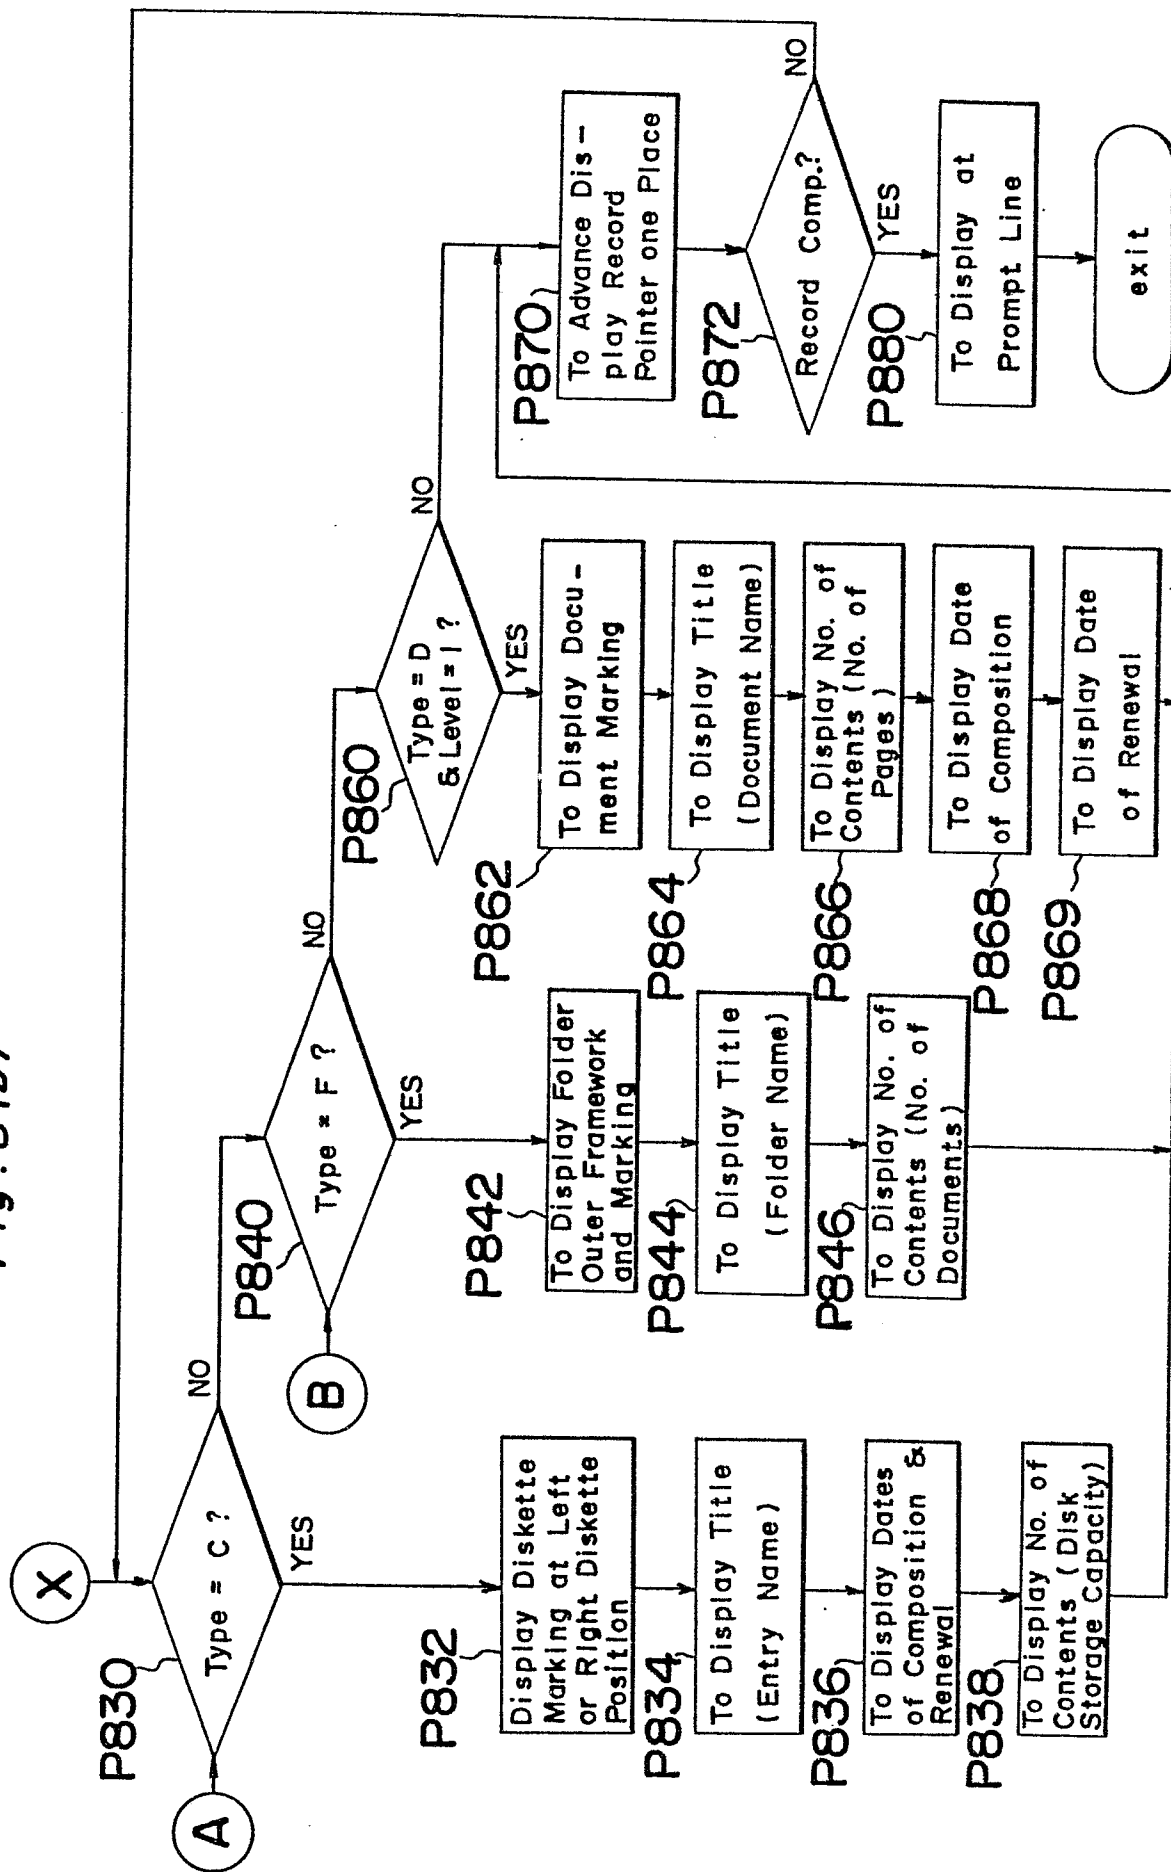 Fig.
X
A
P830
Type = C ?
NO
YES
P832
Display Diskette
Marking at Left
or Right Diskette
Position
P834
To Display Title
(Entry Name)
P836
To Display Dates
of Composition &
Renewal
P838
To Display No. of
Contents (Disk
Storage Capacity)
B
P840
Type = F ?
NO
YES
P842
To Display Folder
Outer Framework
and Marking
P844
To Display Title
(Folder Name)
P846
To Display No. of
Contents (No. of
Documents)
P860
Type = D
& Level = 1 ?
NO
YES
P862
To Display Docu-
ment Marking
P864
To Display Title
(Document Name)
P866
To Display No. of
Contents (No. of
Pages)
P868
To Display Date
of Composition
P869
To Display Date
of Renewal
P870
To Advance Dis-
play Record
Pointer one Place
P872
Record Comp.?
NO
YES
P880
To Display at
Prompt Line
exit